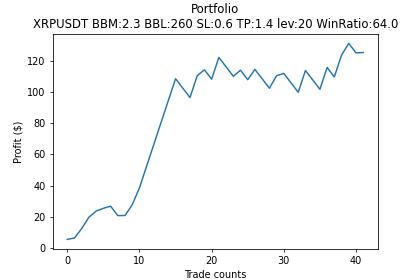 Portfolio
XRPUSDT BBM:2.3 BBL:260 SL:0.6 TP:1.4 lev:20 WinRatio:64.0
120
100
80
60
40
20
0
Profit ($)
0 10 20 30 40
Trade counts